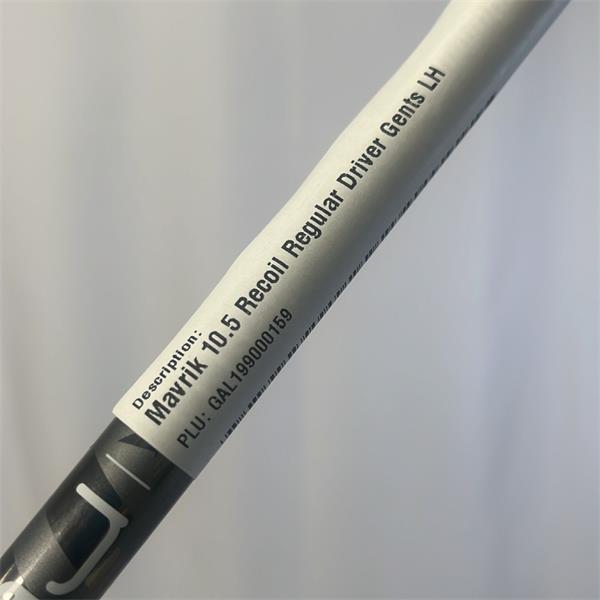 Description:
Mavrik 10.5 Recoil Regular Driver Gents LH
PLU: GAL199000159